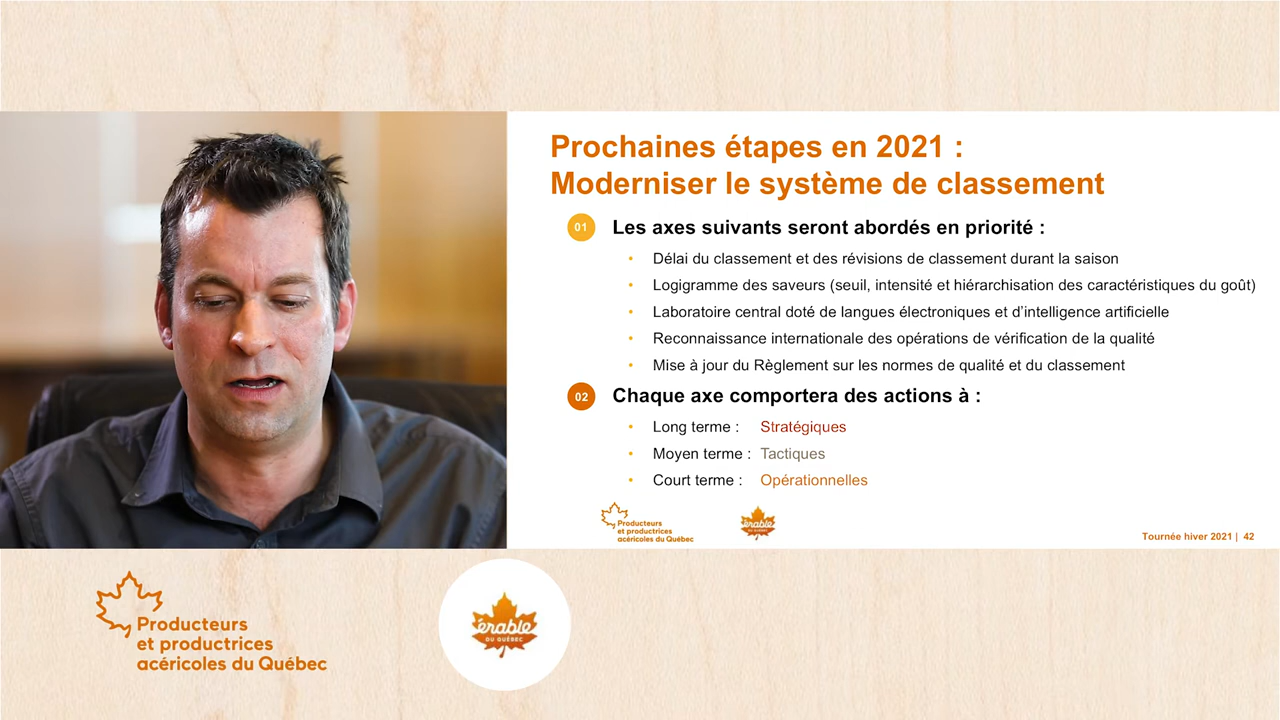 Prochaines étapes en 2021 :
Moderniser le système de classement
01 Les axes suivants seront abordés en priorité :
• Délai du classement et des révisions de classement durant la saison
• Logigramme des saveurs (seuil, intensité et hiérarchisation des caractéristiques du goût)
• Laboratoire central doté de langues électroniques et d'intelligence artificielle
• Reconnaissance internationale des opérations de vérification de la qualité
• Mise à jour du Règlement sur les normes de qualité et du classement
02 Chaque axe comportera des actions à :
• Long terme : Stratégiques
• Moyen terme : Tactiques
• Court terme : Opérationnelles
Producteurs
et productrices
acéricoles du Québec
érable
DU QUÉBEC
Tournée hiver 2021 | 42
Producteurs
et productrices
acéricoles du Québec
érable
DU QUÉBEC